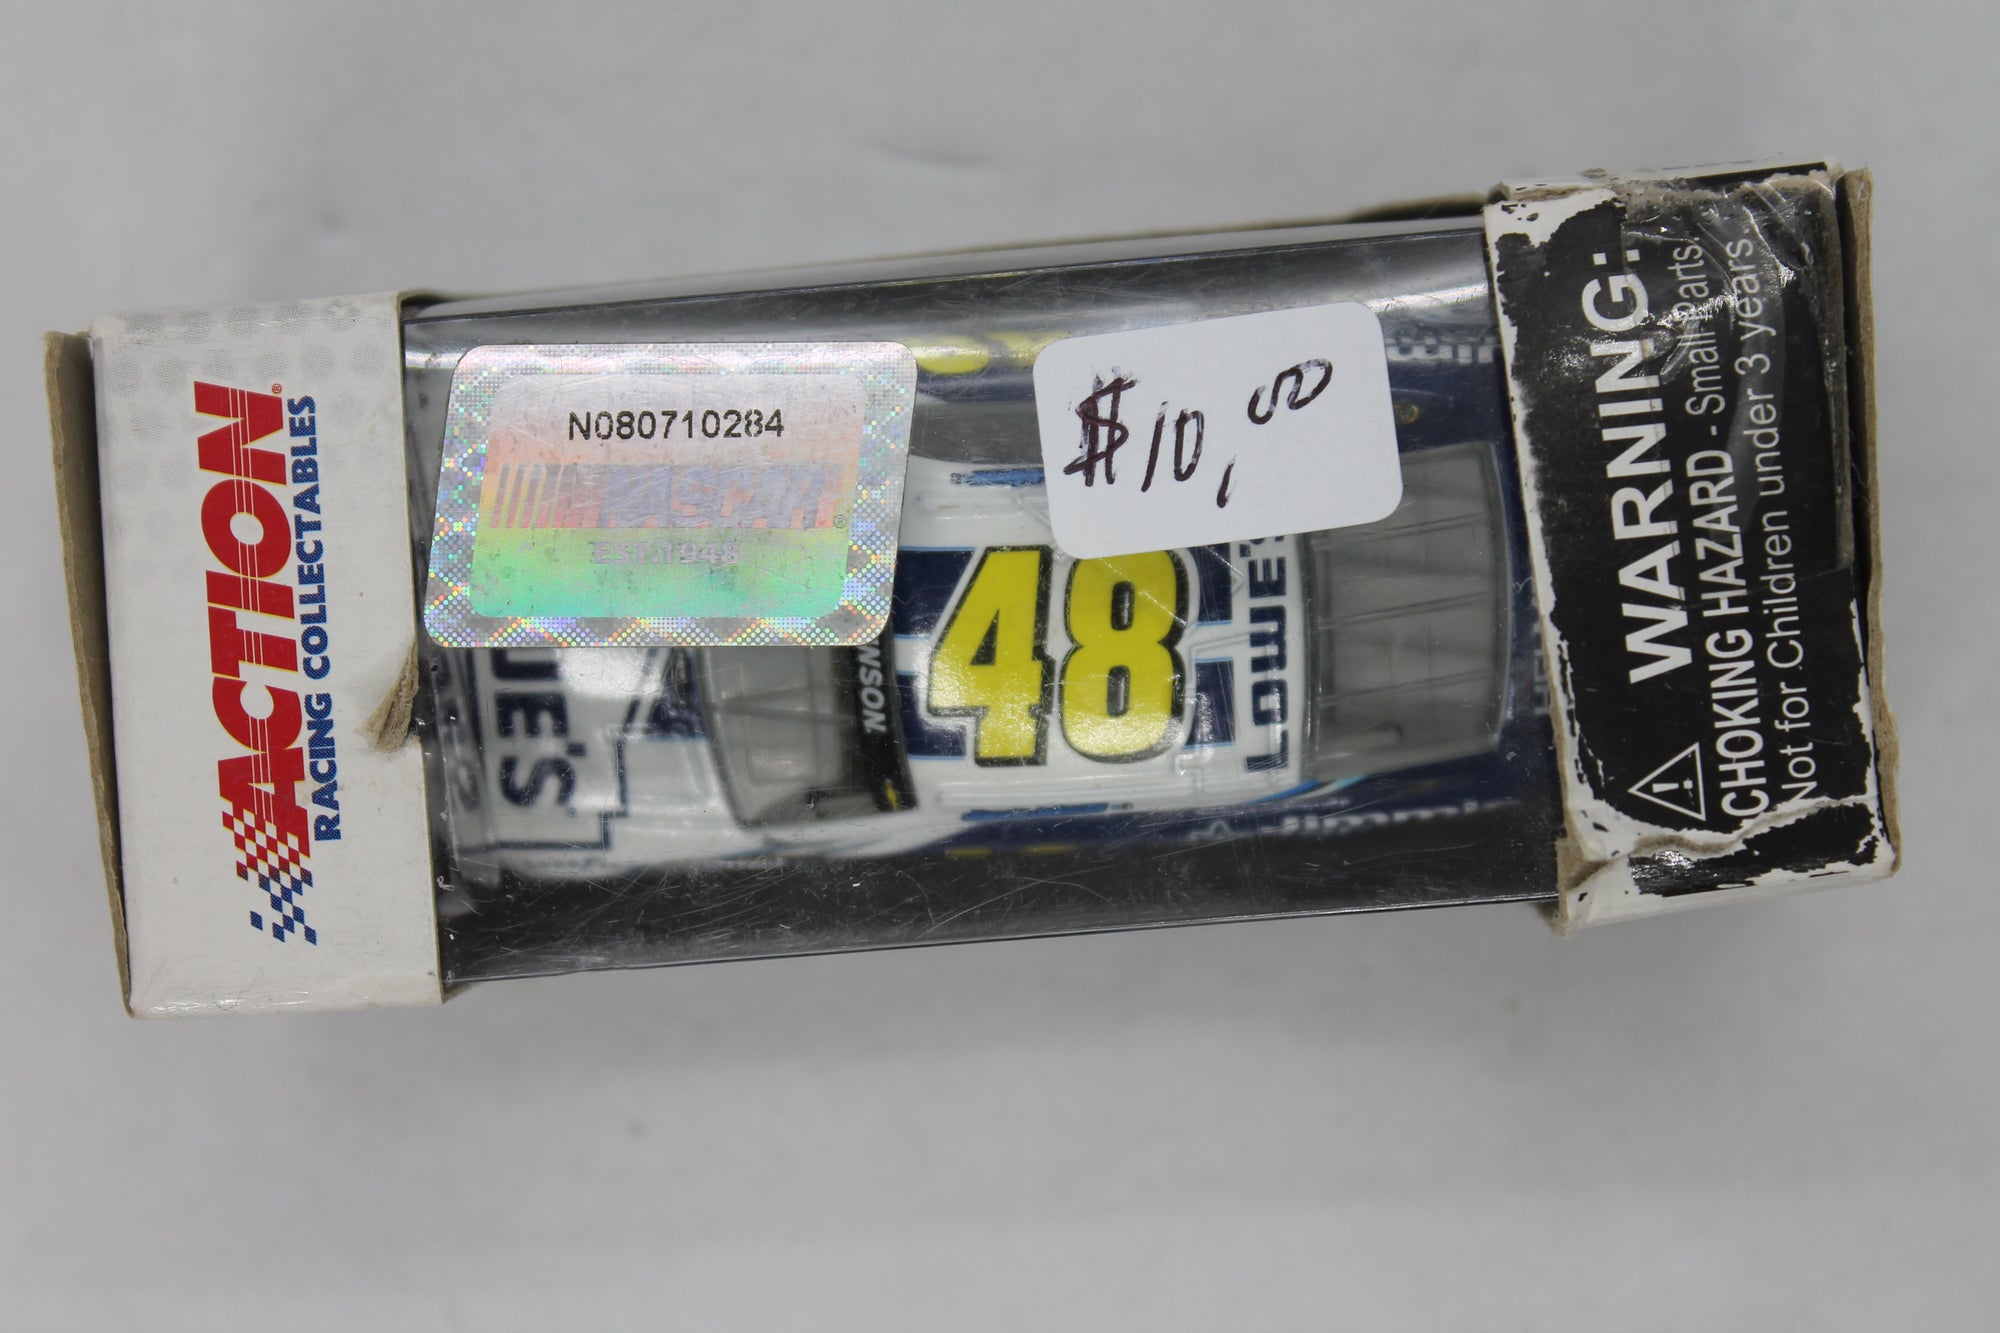 ACTION®
RACING COLLECTABLES
N080710284
NASCAR®
EST.1948
$10,00
48
LOWE'S
WARNING:
CHOKING HAZARD - Small Parts.
Not for Children under 3 years.